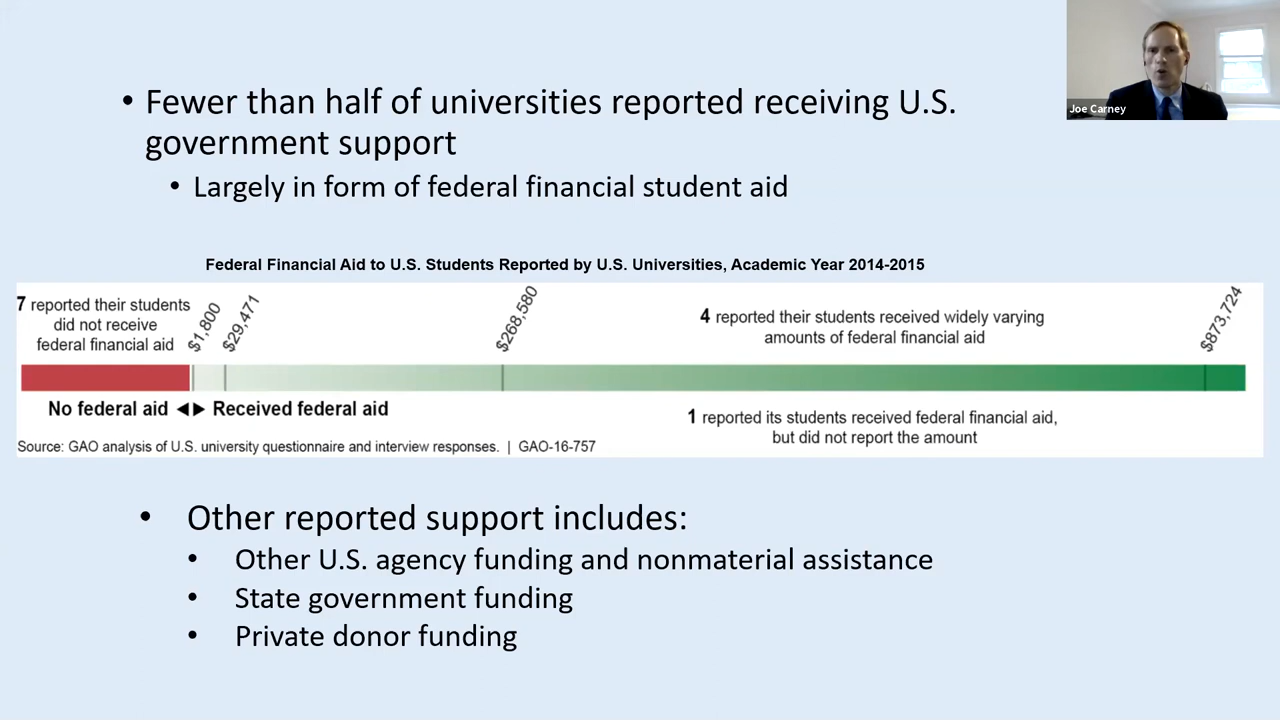 Joe Carney
• Fewer than half of universities reported receiving U.S.
government support
• Largely in form of federal financial student aid
Federal Financial Aid to U.S. Students Reported by U.S. Universities, Academic Year 2014-2015
7 reported their students
did not receive
federal financial aid
$1,800
$29,471
$268,580
4 reported their students received widely varying
amounts of federal financial aid
$873,724
No federal aid ◀▶ Received federal aid
1 reported its students received federal financial aid,
but did not report the amount
Source: GAO analysis of U.S. university questionnaire and interview responses. | GAO-16-757
• Other reported support includes:
• Other U.S. agency funding and nonmaterial assistance
• State government funding
• Private donor funding